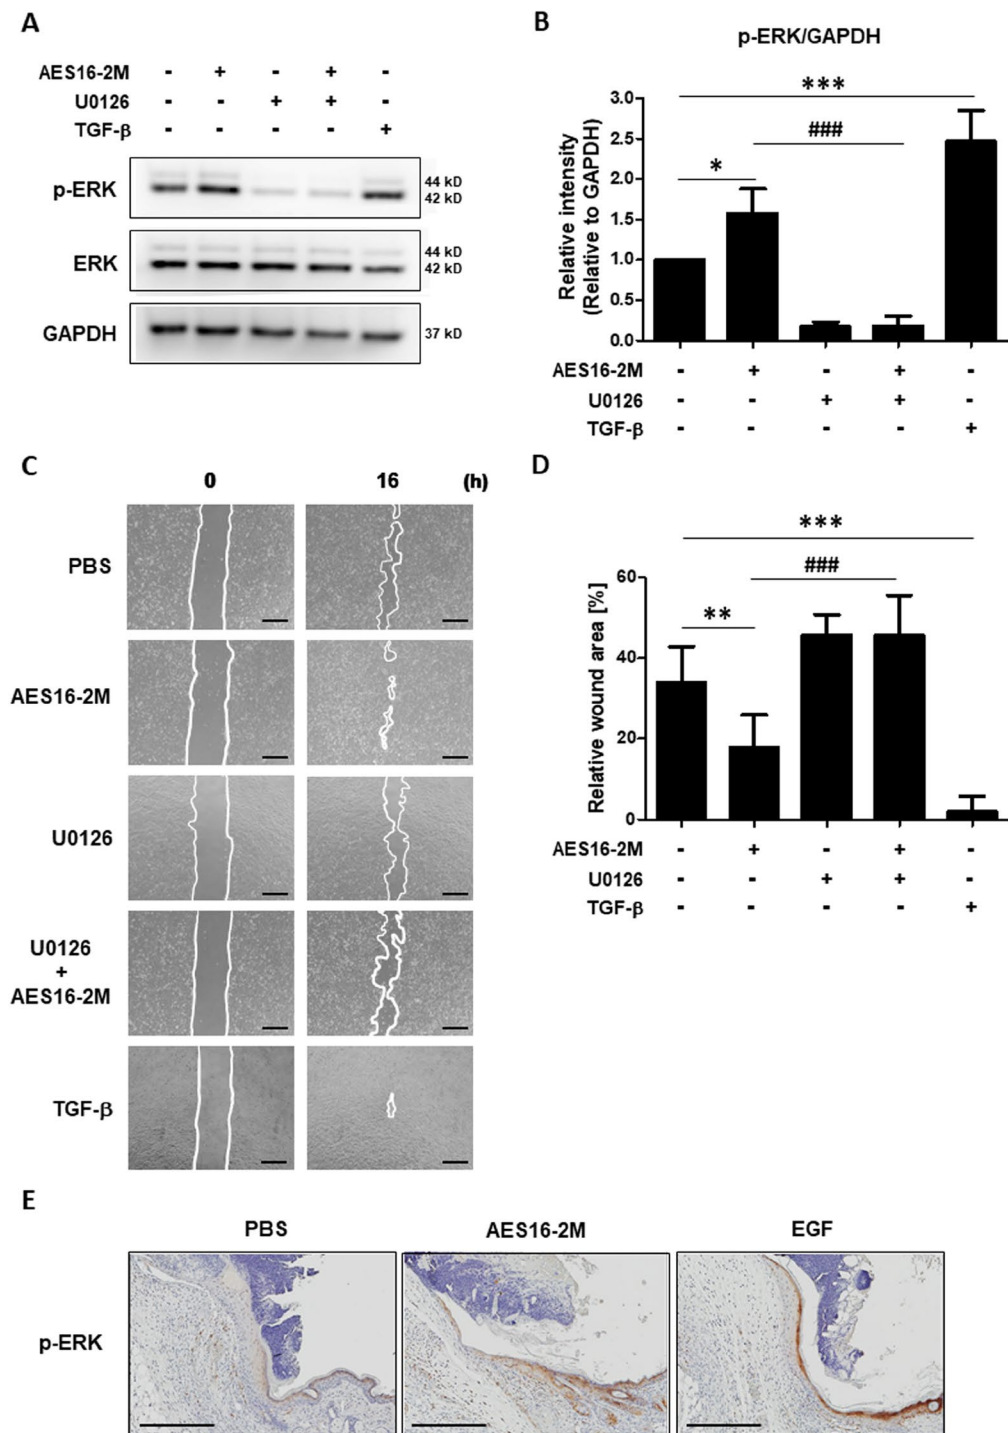 A
AES16-2M - + - + -
U0126 - - + + -
TGF-β - - - - +
p-ERK 44 kD
42 kD
ERK 44 kD
42 kD
GAPDH 37 kD
B
p-ERK/GAPDH
***
###
*
Relative intensity
(Relative to GAPDH)
3.0
2.5
2.0
1.5
1.0
0.5
0.0
AES16-2M - + - + -
U0126 - - + + -
TGF-β - - - - +
C
0 16 (h)
PBS
AES16-2M
U0126
U0126
+
AES16-2M
TGF-β
D
***
###
**
Relative wound area [%]
60
40
20
0
AES16-2M - + - + -
U0126 - - + + -
TGF-β - - - - +
E
PBS AES16-2M EGF
p-ERK